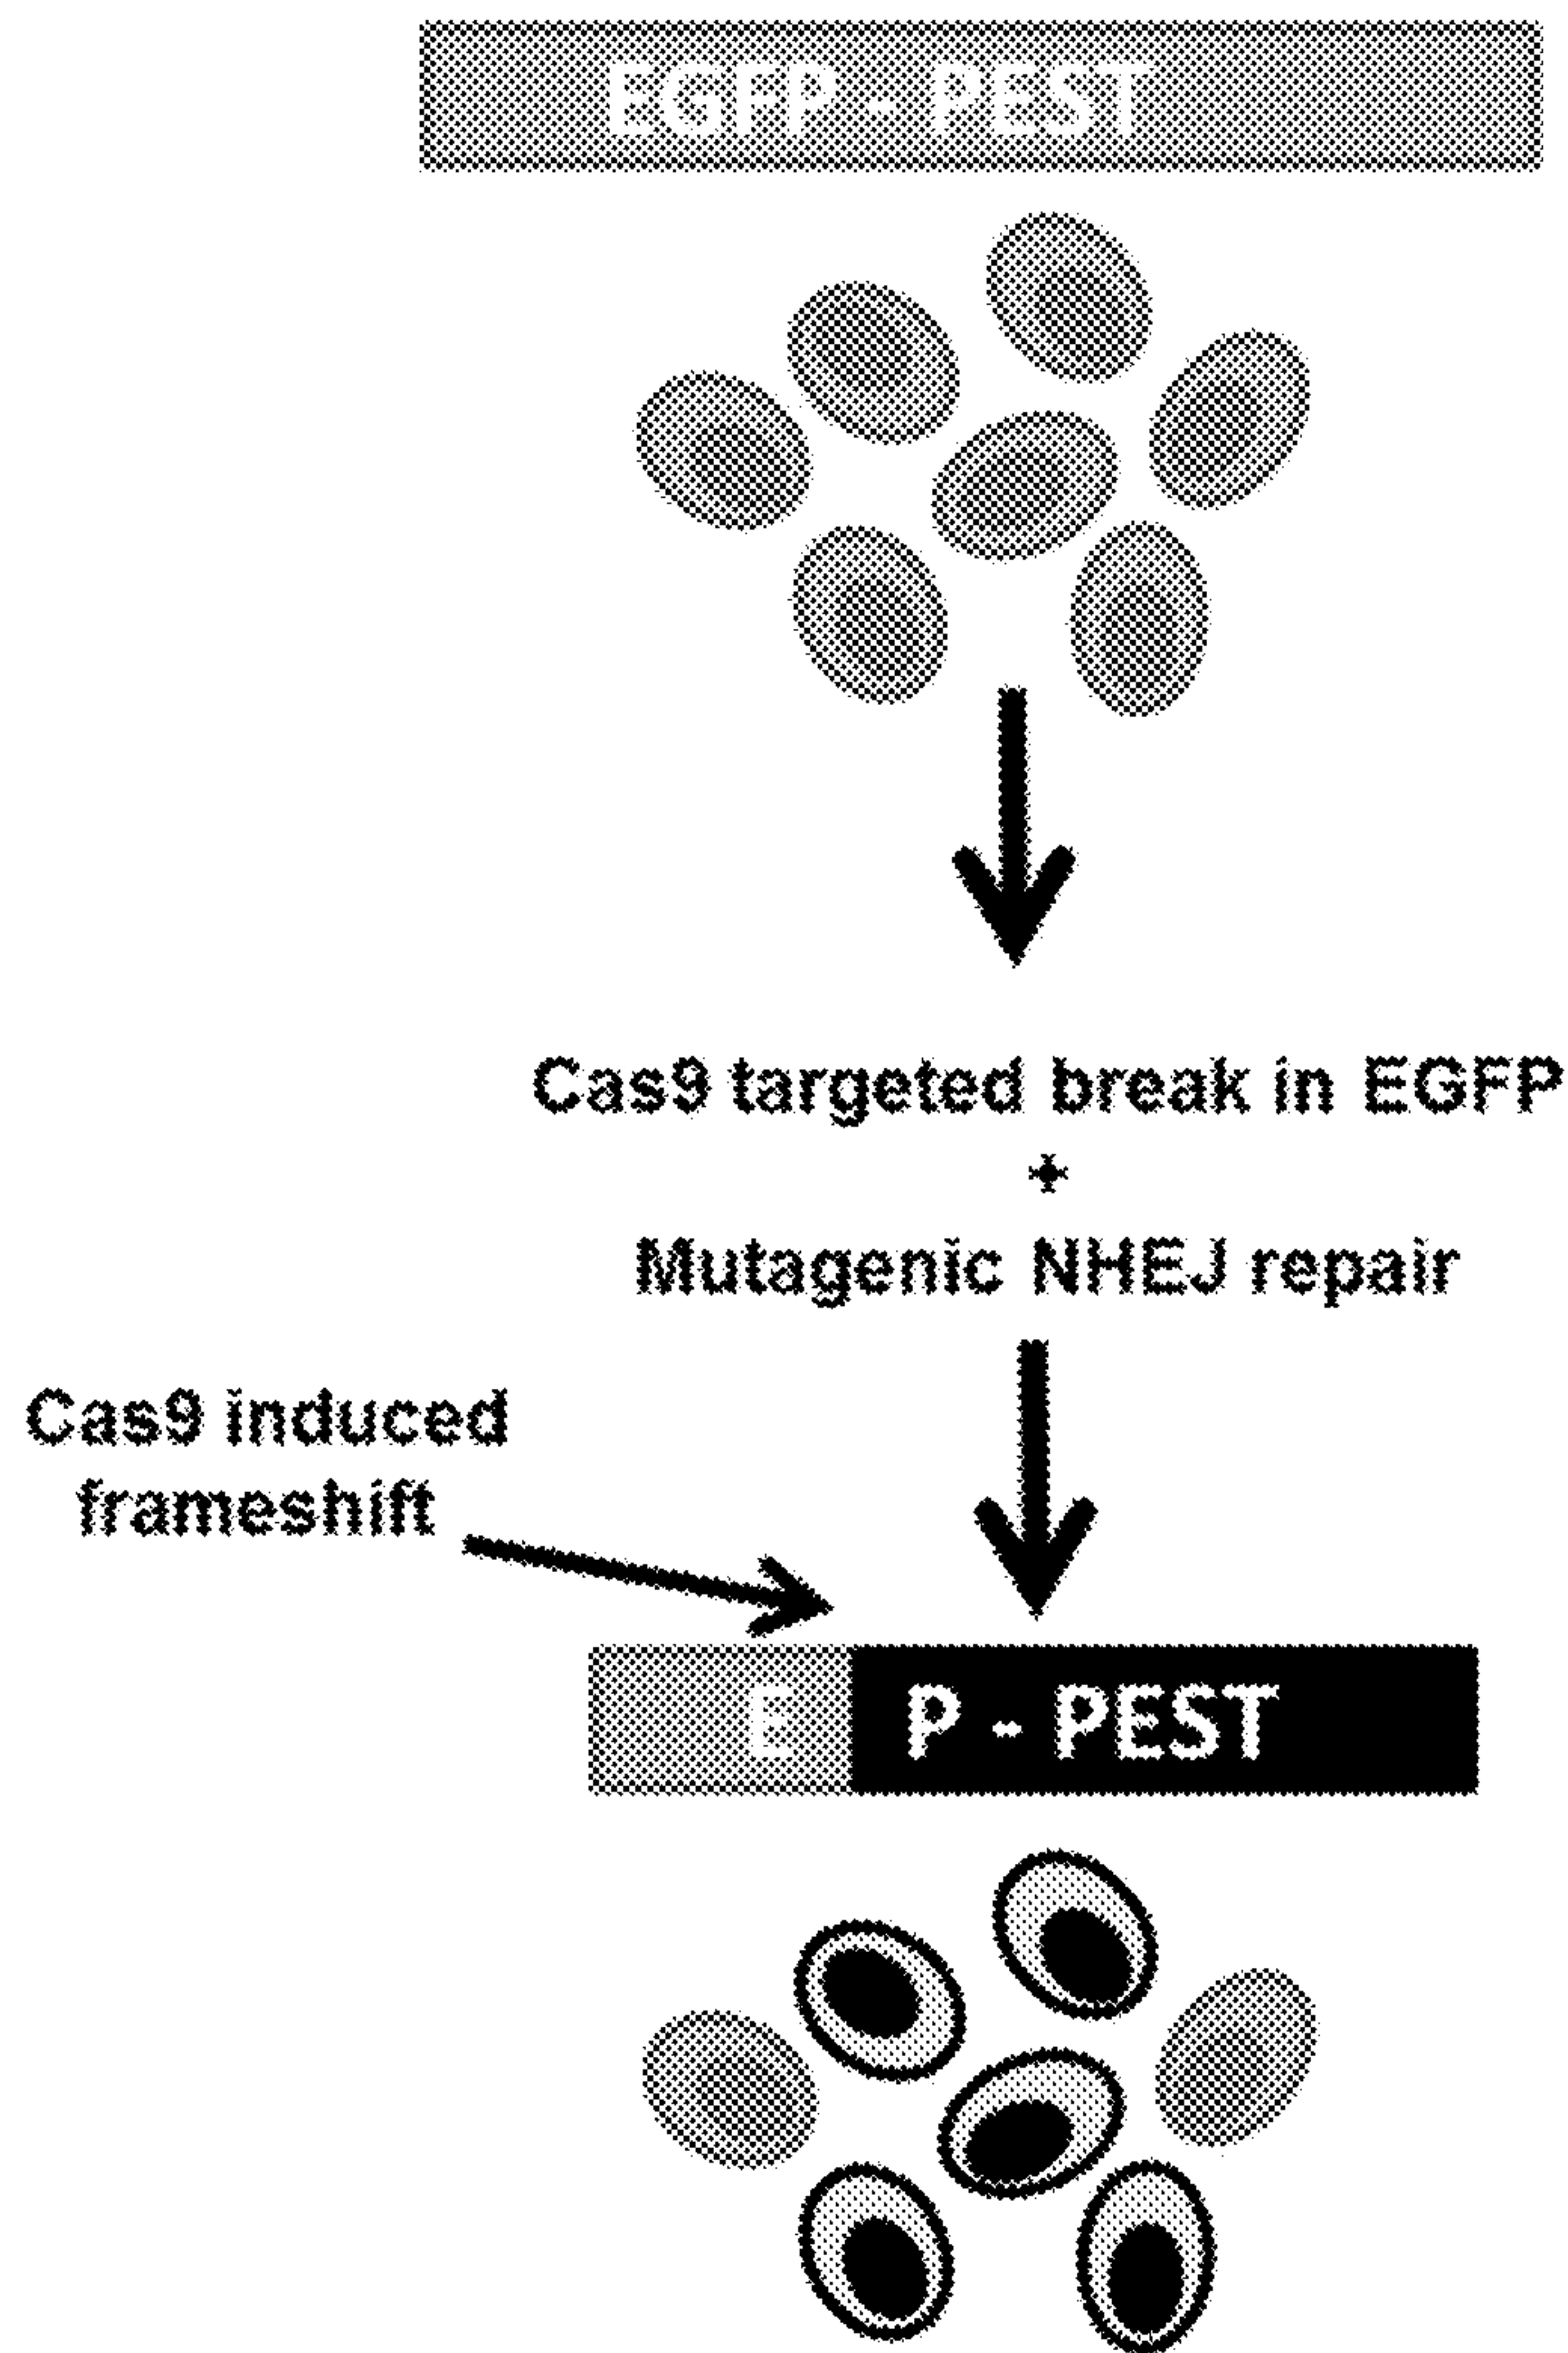 EGFP - PEST
Cas9 targeted break in EGFP
+
Mutagenic NHEJ repair
Cas9 induced
frameshift
E P - PEST